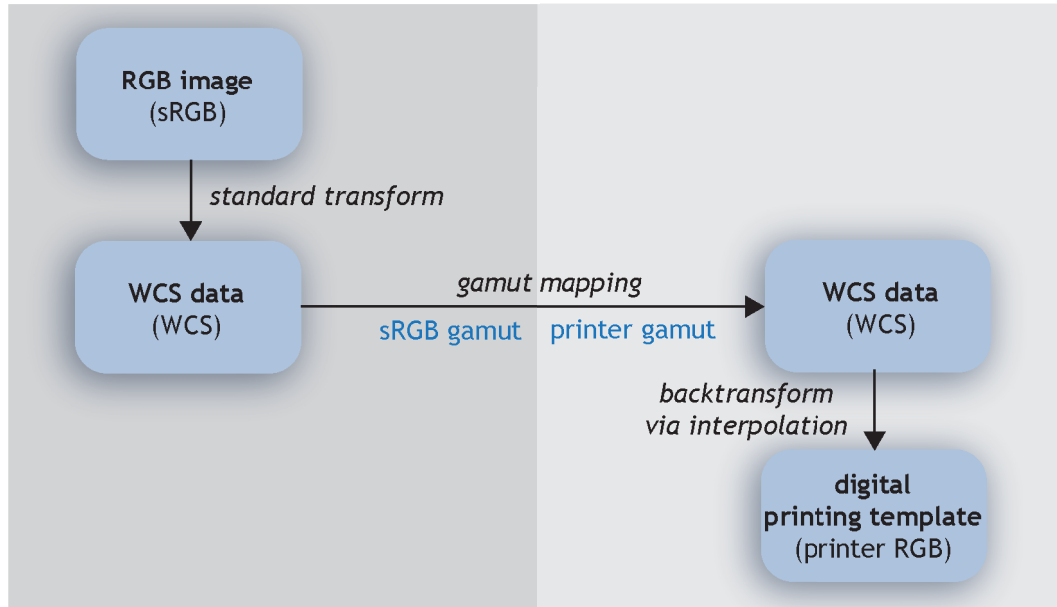 RGB image
(sRGB)
standard transform
WCS data
(WCS)
gamut mapping
sRGB gamut
printer gamut
WCS data
(WCS)
backtransform
via interpolation
digital
printing template
(printer RGB)